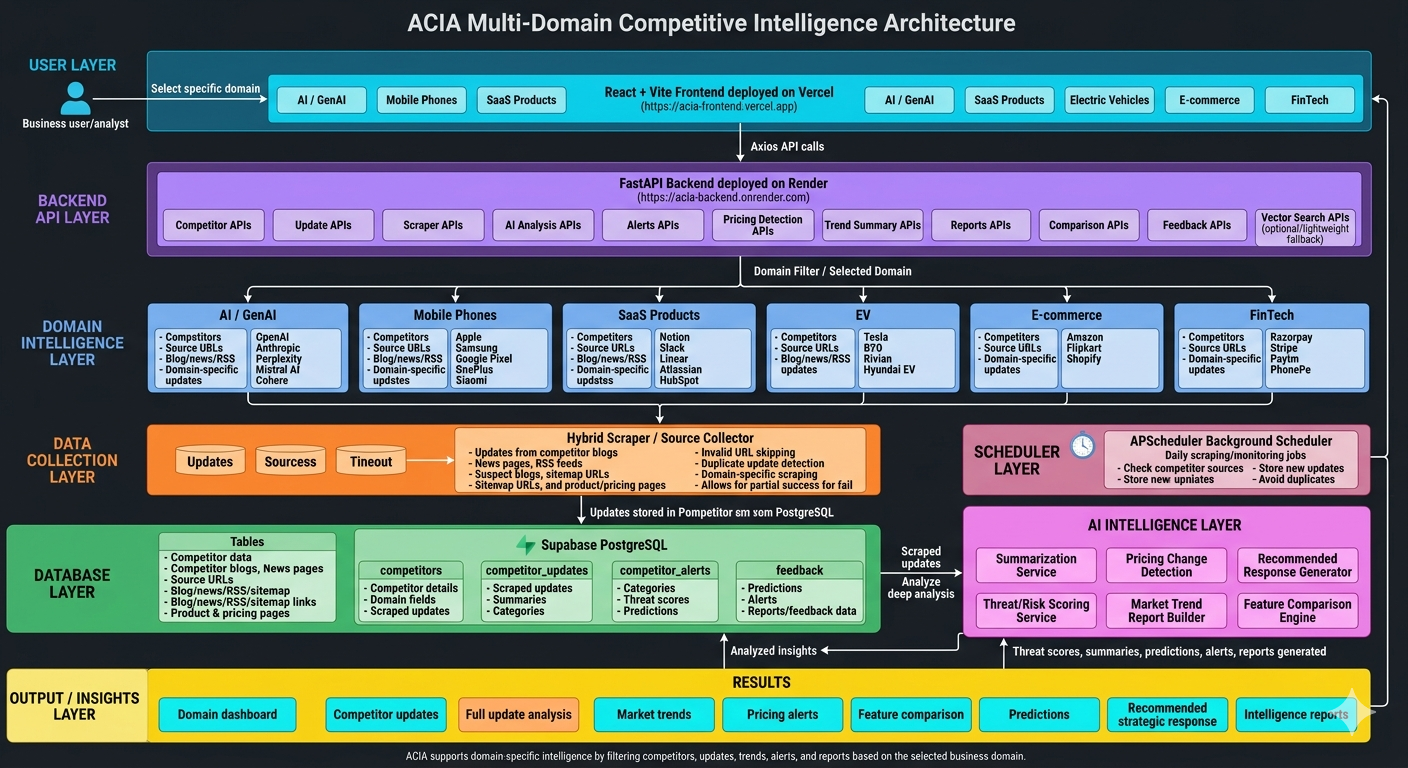 ACIA Multi-Domain Competitive Intelligence Architecture
USER LAYER
Business user/analyst
Select specific domain
AI / GenAI
Mobile Phones
SaaS Products
React + Vite Frontend deployed on Vercel
(https://acia-frontend.vercel.app)
AI / GenAI
SaaS Products
Electric Vehicles
E-commerce
FinTech
Axios API calls
BACKEND
API LAYER
FastAPI Backend deployed on Render
(https://acia-backend.onrender.com)
Competitor APIs
Update APIs
Scraper APIs
AI Analysis APIs
Alerts APIs
Pricing Detection
APIs
Trend Summary APIs
Reports APIs
Comparison APIs
Feedback APIs
Vector Search APIs
(optional/lightweight
fallback)
Domain Filter / Selected Domain
DOMAIN
INTELLIGENCE
LAYER
AI / GenAI
- Compstitors
- Source UBLs
- Blog/news/RSS
- Domain-specific
updates
OpenAI
Anthropic
Perplexity
Mistral AI
Cohere
Mobile Phones
- Competitors
- Source URLs
- Blog/news/RSS
- Domain-specific
updstes
Apple
Samsung
Google Pixel
SnePlus
Siaomi
SaaS Products
- Competitors
- Source URLs
- Blog/news/RSS
- Domain-specific
updatss
Notion
Slack
Linear
Atlassian
HubSpot
EV
- Competitors
- Source URLs
- Blog/news/RSS
updates
Tesla
B70
Rivian
Hyundai EV
E-commerce
- Competitors
- Domain-specific
updates
Amazon
Flipkart
Shopify
FinTech
- Competitors
- Source URLs
- Domain-specific
updates
Razorpay
Stripe
Paytm
PhonePe
DATA
COLLECTION
LAYER
Updates
Sourcess
Timeout
Hybrid Scraper / Source Collector
- Updates from competitor blogs
- News pages, RSS feeds
- Suspect blogs, sitemap URLs
- Sitenvap URLs, and product/pricing pages
- Invalid URL skipping
- Duplicate update detection
- Domain-specific scraping
- Allows for partial success for fail
SCHEDULER
LAYER
APScheduler Background Scheduler
Daily scraping/monitoring jobs
- Check competitor sources
- Store new upniates
- Store new updates
- Avoid duplicates
Updates stored in Pompetitor sm som PostgreSQL
DATABASE
LAYER
Tables
- Competitor data
- Competitor blogs, News pages
- Source URLs
- Blog/news/RSS/sitemap
- Blog/news/RSS/sitemap links
- Product & pricing pages
Supabase PostgreSQL
competitors
- Competitor details
- Domain fields
- Scraped updates
competitor_updates
- Scraped updates
- Summaries
- Categories
competitor_alerts
- Categories
- Threat scores
- Predictions
feedback
- Predictions
- Alerts
- Reports/feedback data
Scraped
updates
Analyze
deep analysis
AI INTELLIGENCE LAYER
Summarization
Service
Pricing Change
Detection
Recommended
Response Generator
Threat/Risk Scoring
Service
Market Trend
Report Builder
Feature Comparison
Engine
Analyzed insights
Threat scores, summaries, predictions, alerts, reports generated
OUTPUT / INSIGHTS
LAYER
RESULTS
Domain dashboard
Competitor updates
Full update analysis
Market trends
Pricing alerts
Feature comparison
Predictions
Recommended
strategic response
Intelligence reports
ACIA supports domain-specific intelligence by filtering competitors, updates, trends, alerts, and reports based on the selected business domain.